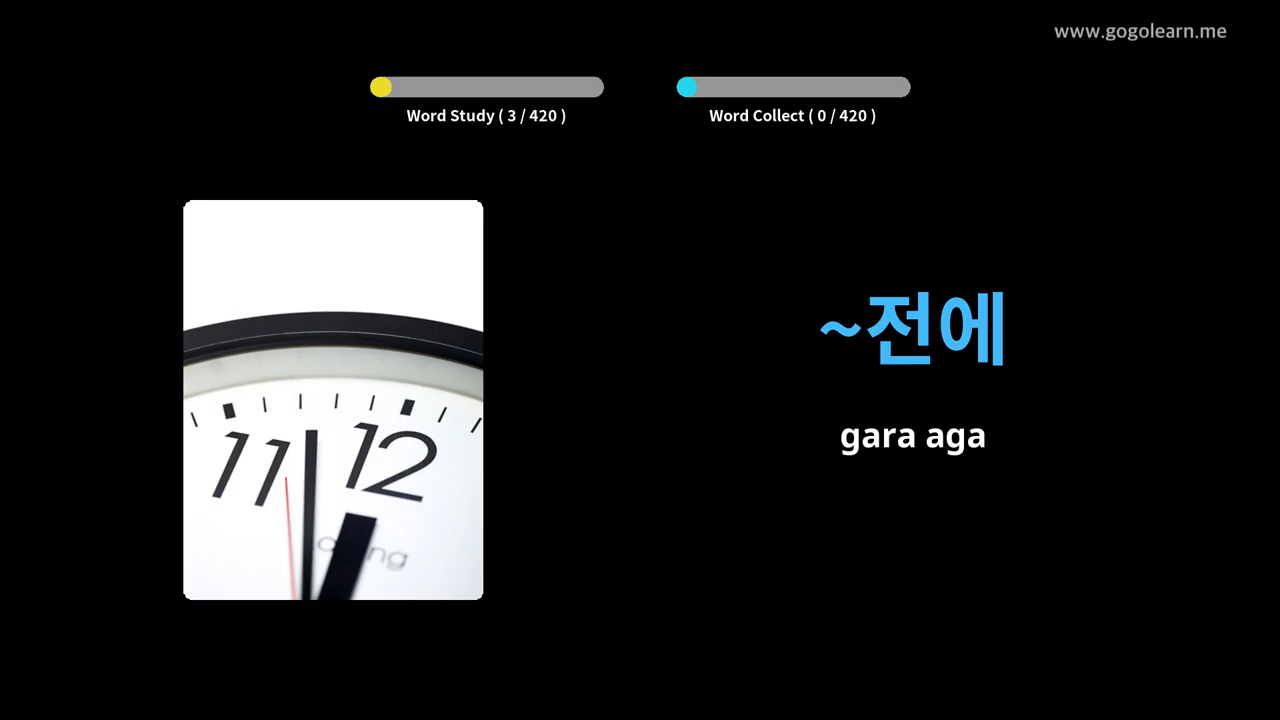 www.gogolearn.me
Word Study ( 3 / 420 )
Word Collect ( 0 / 420 )
11
12
~전에
gara aga